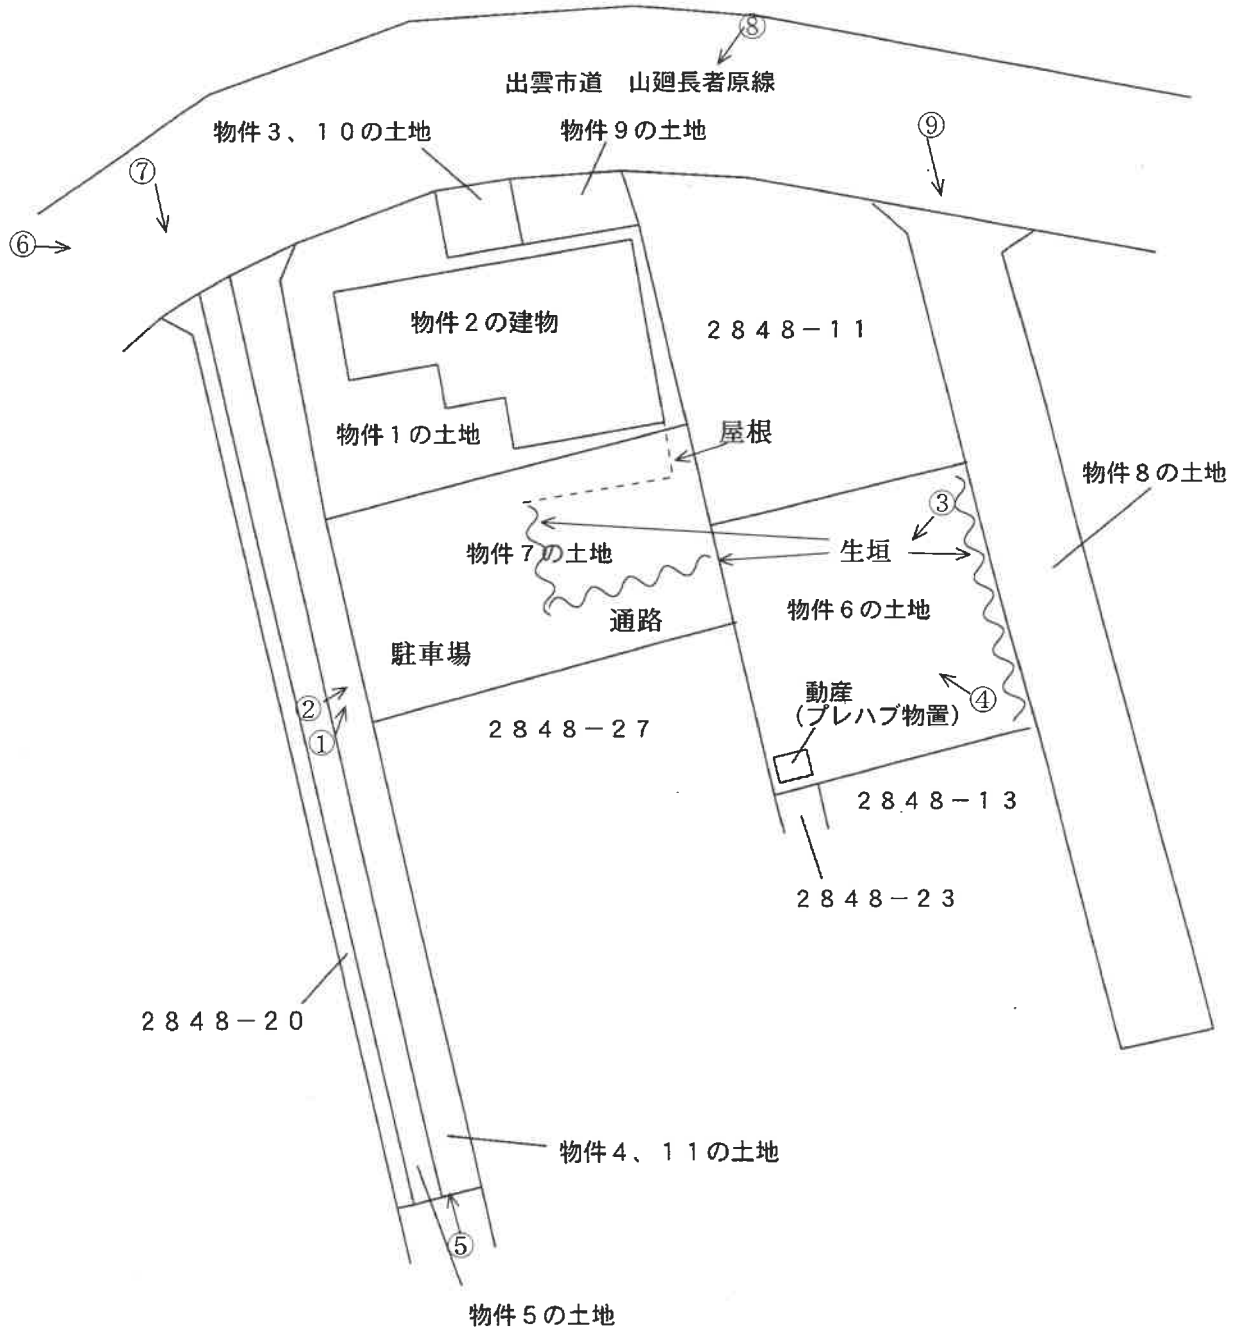 ⑧
出雲市道　山廻長者原線
物件３、１０の土地
物件９の土地
⑨
⑦
⑥
物件２の建物
２８４８－１１
物件１の土地
屋根
物件８の土地
③
物件７の土地
生垣
物件６の土地
通路
駐車場
②
①
２８４８－２７
動産
（プレハブ物置）
④
２８４８－１３
２８４８－２３
２８４８－２０
物件４、１１の土地
⑤
物件５の土地